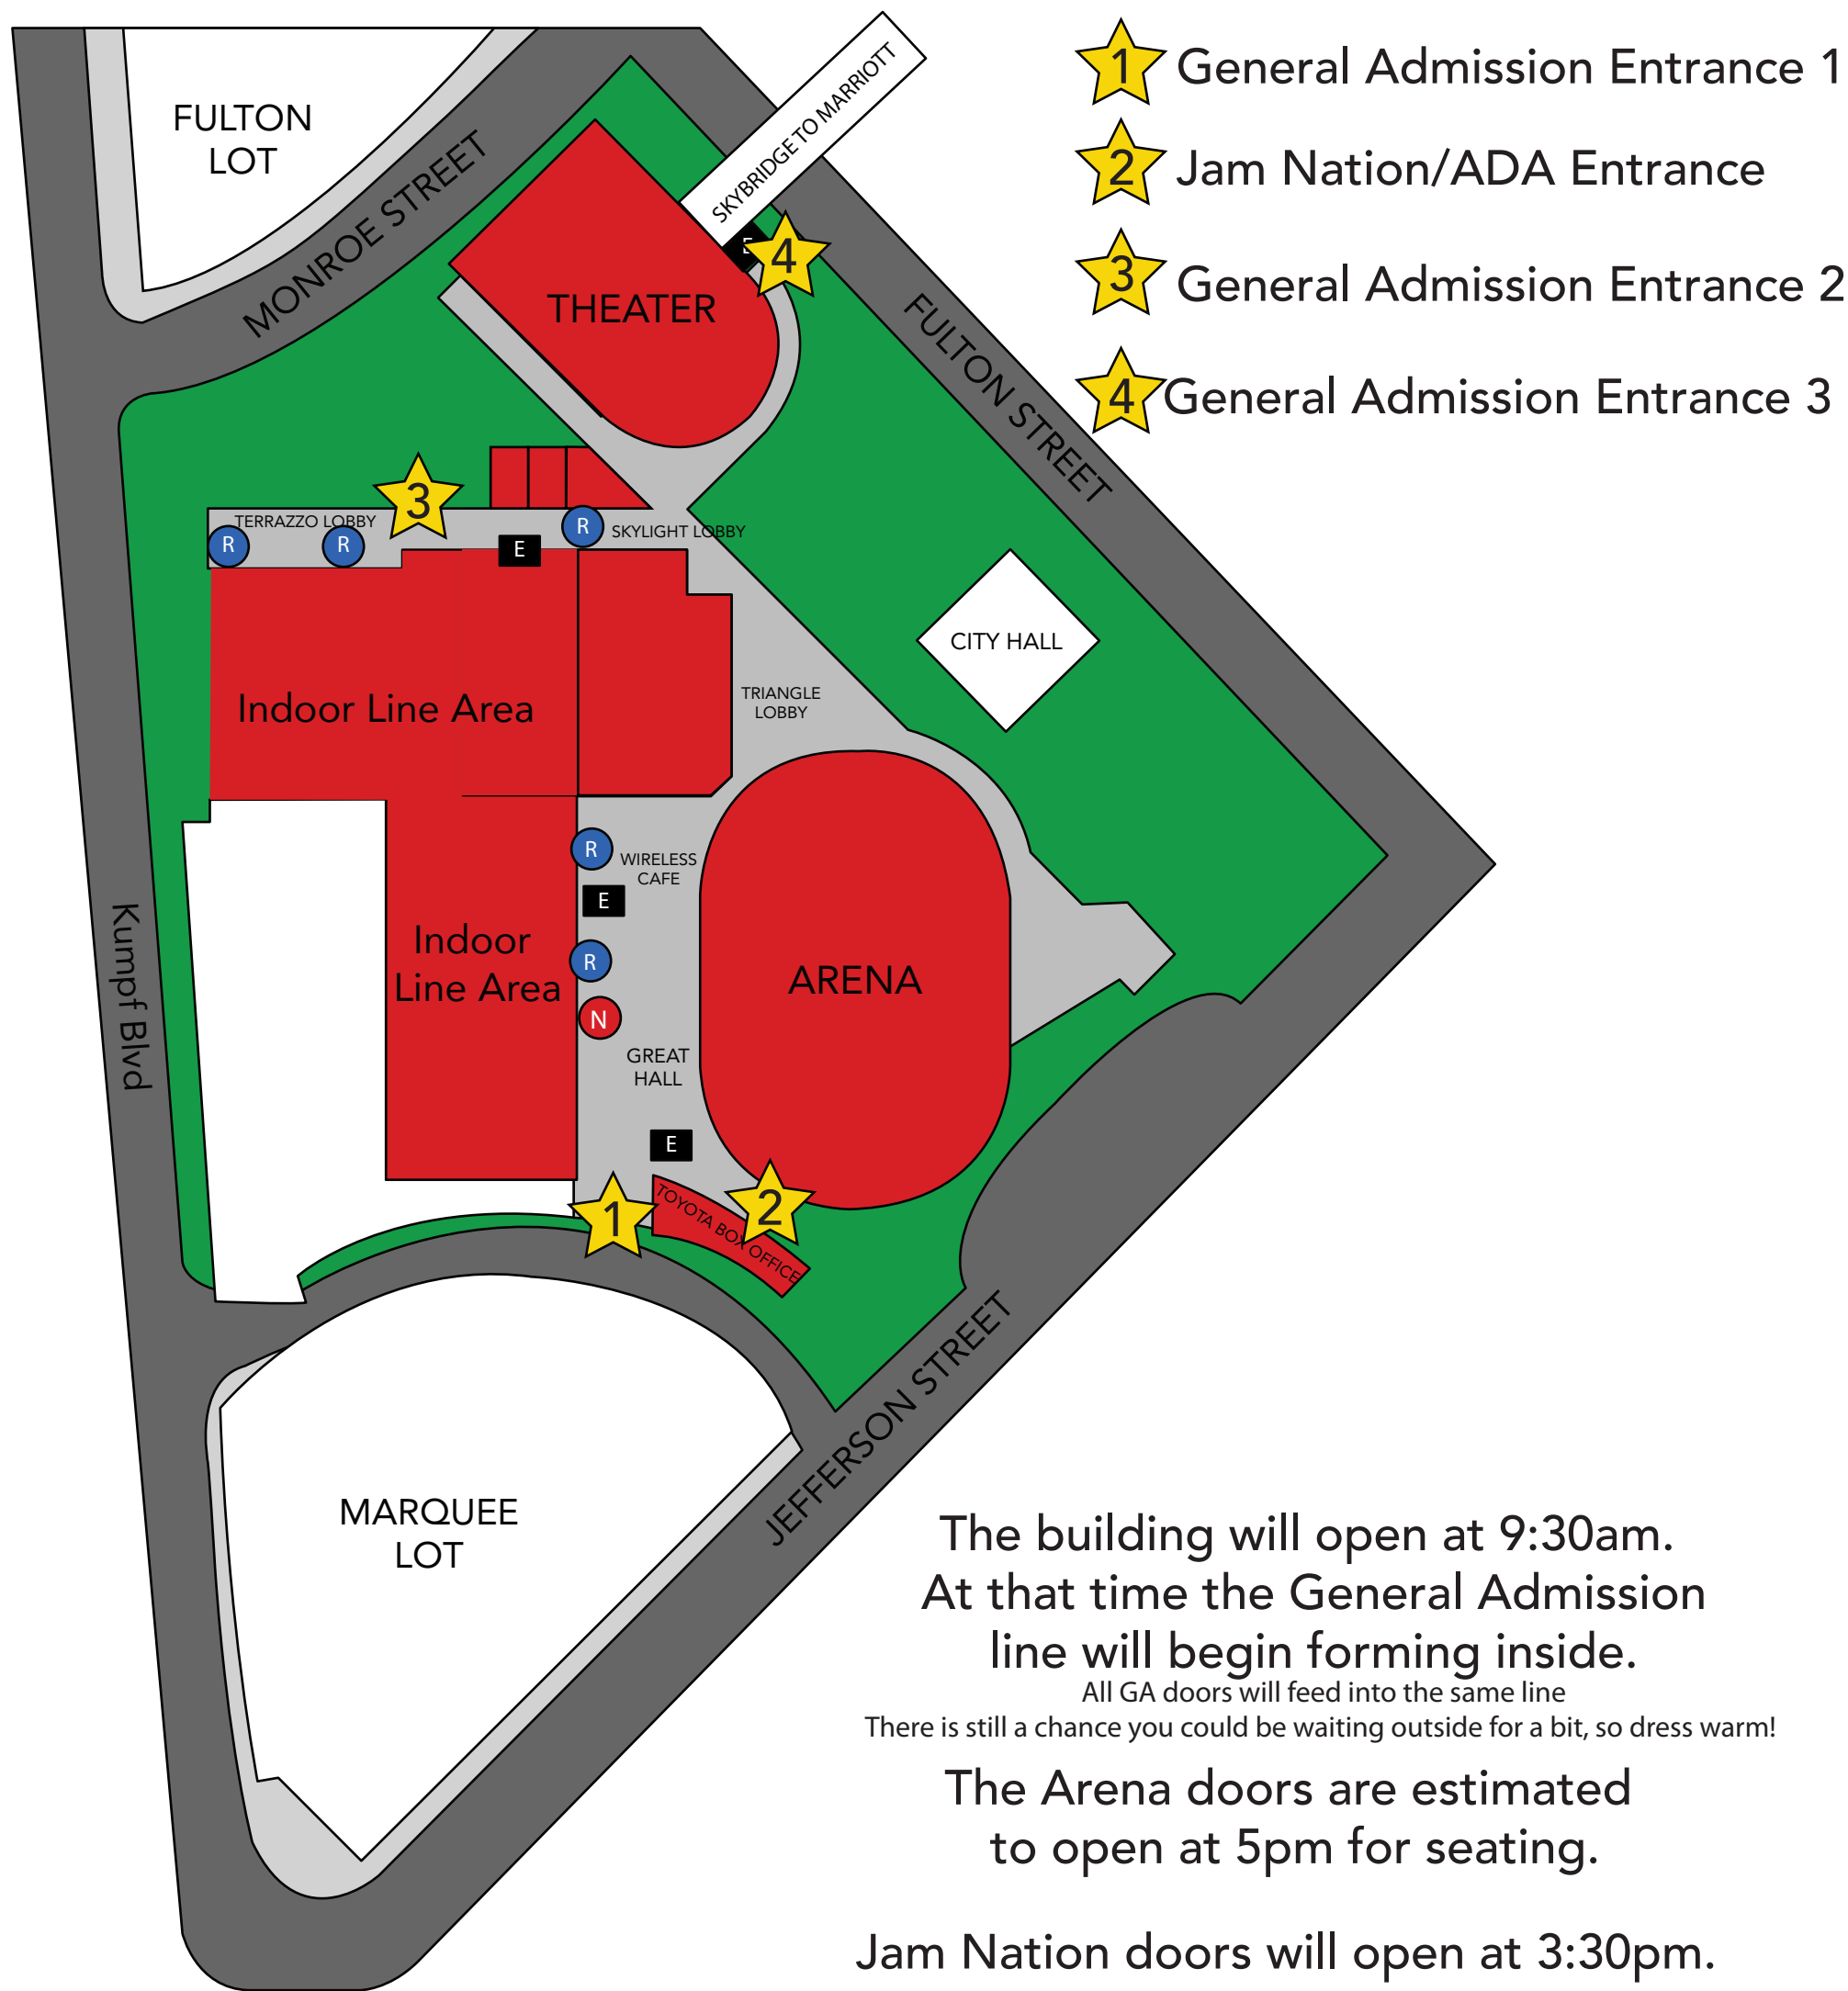 1 General Admission Entrance 1
2 Jam Nation/ADA Entrance
3 General Admission Entrance 2
4 General Admission Entrance 3
FULTON
LOT
MONROE STREET
SKYBRIDGE TO MARRIOTT
E
4
THEATER
FULTON STREET
3
TERRAZZO LOBBY
R
R
R
SKYLIGHT LOBBY
E
CITY HALL
Indoor Line Area
TRIANGLE
LOBBY
R
WIRELESS
CAFE
E
Kumpf Blvd
Indoor
Line Area
R
N
ARENA
GREAT
HALL
E
1
2
TOYOTA BOX OFFICE
JEFFERSON STREET
MARQUEE
LOT
The building will open at 9:30am.
At that time the General Admission
line will begin forming inside.
All GA doors will feed into the same line
There is still a chance you could be waiting outside for a bit, so dress warm!
The Arena doors are estimated
to open at 5pm for seating.
Jam Nation doors will open at 3:30pm.